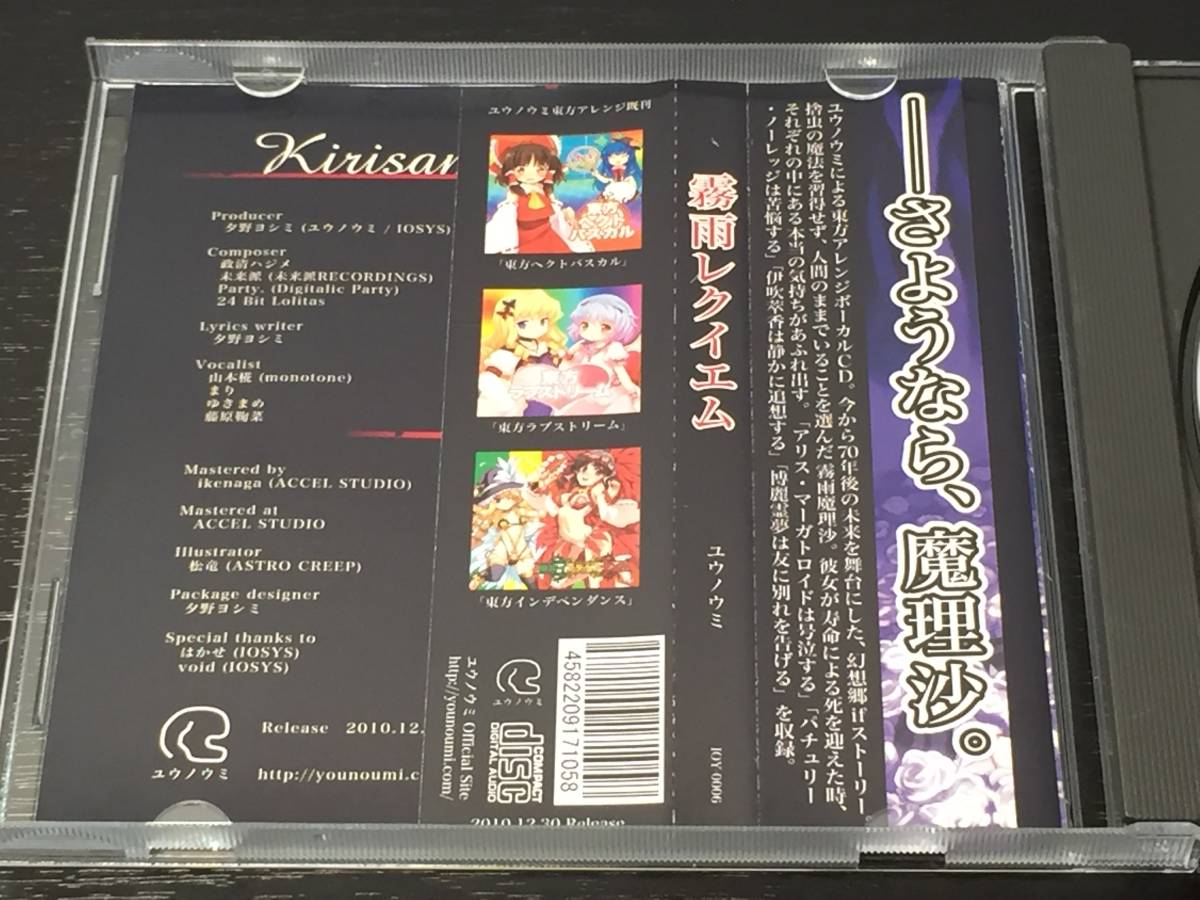 Kirisam
Producer
夕野ヨシミ (ユウノウミ / IOSYS)
Composer
政清ハジメ
未来派 (未来派RECORDINGS)
Party. (Digitalic Party)
24 Bit Lolitas
Lyrics writer
夕野ヨシミ
Vocalist
山本椛 (monotone)
まり
ゆきまめ
藤原鞠菜
Mastered by
ikenaga (ACCEL STUDIO)
Mastered at
ACCEL STUDIO
Illustrator
松竜 (ASTRO CREEP)
Package designer
夕野ヨシミ
Special thanks to
はかせ (IOSYS)
void (IOSYS)
ユウノウミ
Release 2010.12.
http://younoumi.c
ユウノウミ東方アレンジ既刊
東方
ヘクト
パスカル
「東方ヘクトパスカル」
「東方ラブストリーム」
「東方インデペンダンス」
ユウノウミ Official Site
http://younoumi.com/
ユウノウミ
COMPACT
disc
DIGITAL AUDIO
4582209171058
2010.12.30 Release
霧雨レクイエム
ユウノウミ
IOY-0006
ユウノウミによる東方アレンジボーカルCD。今から70年後の未来を舞台にした、幻想郷ifストーリー。
捨虫の魔法を習得せず、人間のままでいることを選んだ霧雨魔理沙。彼女が寿命による死を迎えた時、
それぞれの中にある本当の気持ちがあふれ出す。「アリス・マーガトロイドは号泣する」「パチュリー
・ノーレッジは苦悩する」「伊吹萃香は静かに追想する」「博麗霊夢は友に別れを告げる」を収録。
――さようなら、魔理沙。